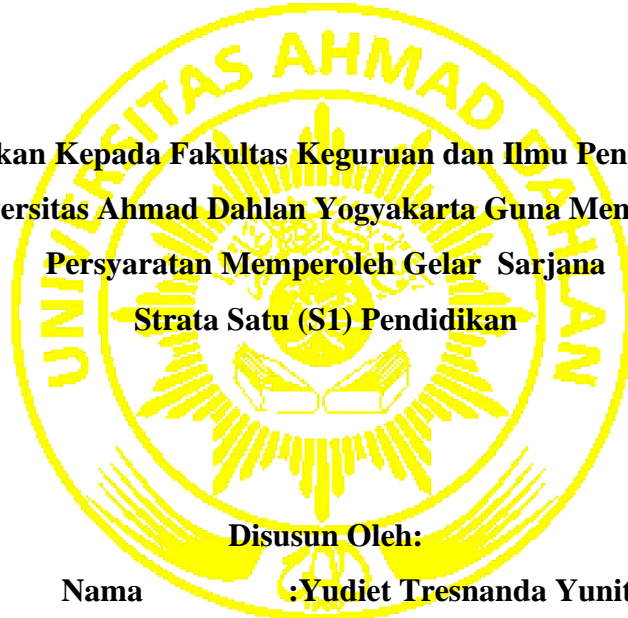 UNIVERSITAS AHMAD DAHLAN
kan Kepada Fakultas Keguruan dan Ilmu Pen
ersitas Ahmad Dahlan Yogyakarta Guna Men
Persyaratan Memperoleh Gelar Sarjana
Strata Satu (S1) Pendidikan
Disusun Oleh:
Nama :Yudiet Tresnanda Yunit